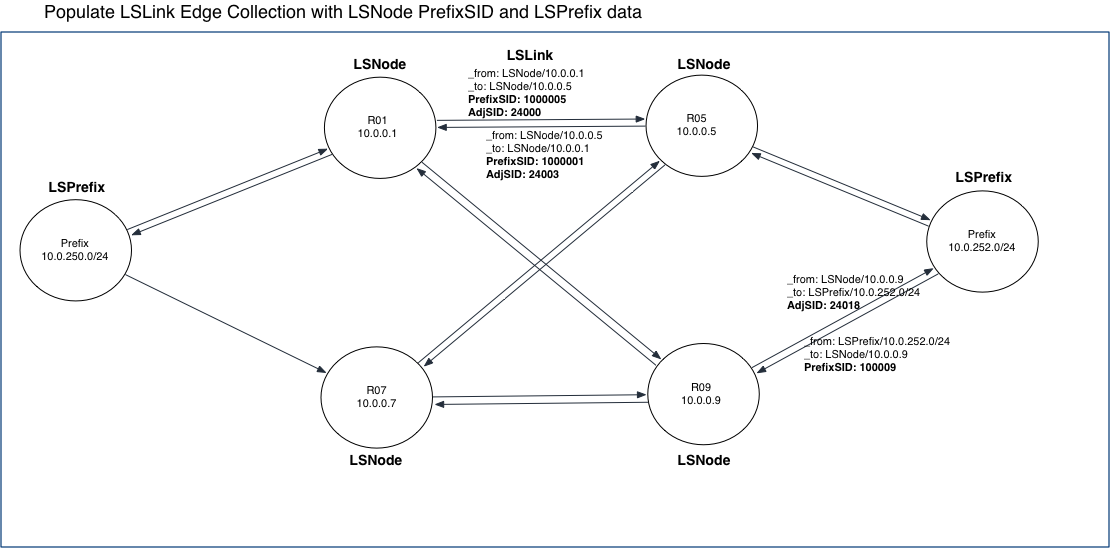 Populate LSLink Edge Collection with LSNode PrefixSID and LSPrefix data
LSLink
_from: LSNode/10.0.0.1
_to: LSNode/10.0.0.5
PrefixSID: 1000005
AdjSID: 24000
LSNode
LSNode
R01
10.0.0.1
R05
10.0.0.5
_from: LSNode/10.0.0.5
_to: LSNode/10.0.0.1
PrefixSID: 1000001
AdjSID: 24003
LSPrefix
LSPrefix
Prefix
10.0.250.0/24
Prefix
10.0.252.0/24
_from: LSNode/10.0.0.9
_to: LSPrefix/10.0.252.0/24
AdjSID: 24018
_from: LSPrefix/10.0.252.0/24
_to: LSNode/10.0.0.9
PrefixSID: 100009
R07
10.0.0.7
R09
10.0.0.9
LSNode
LSNode